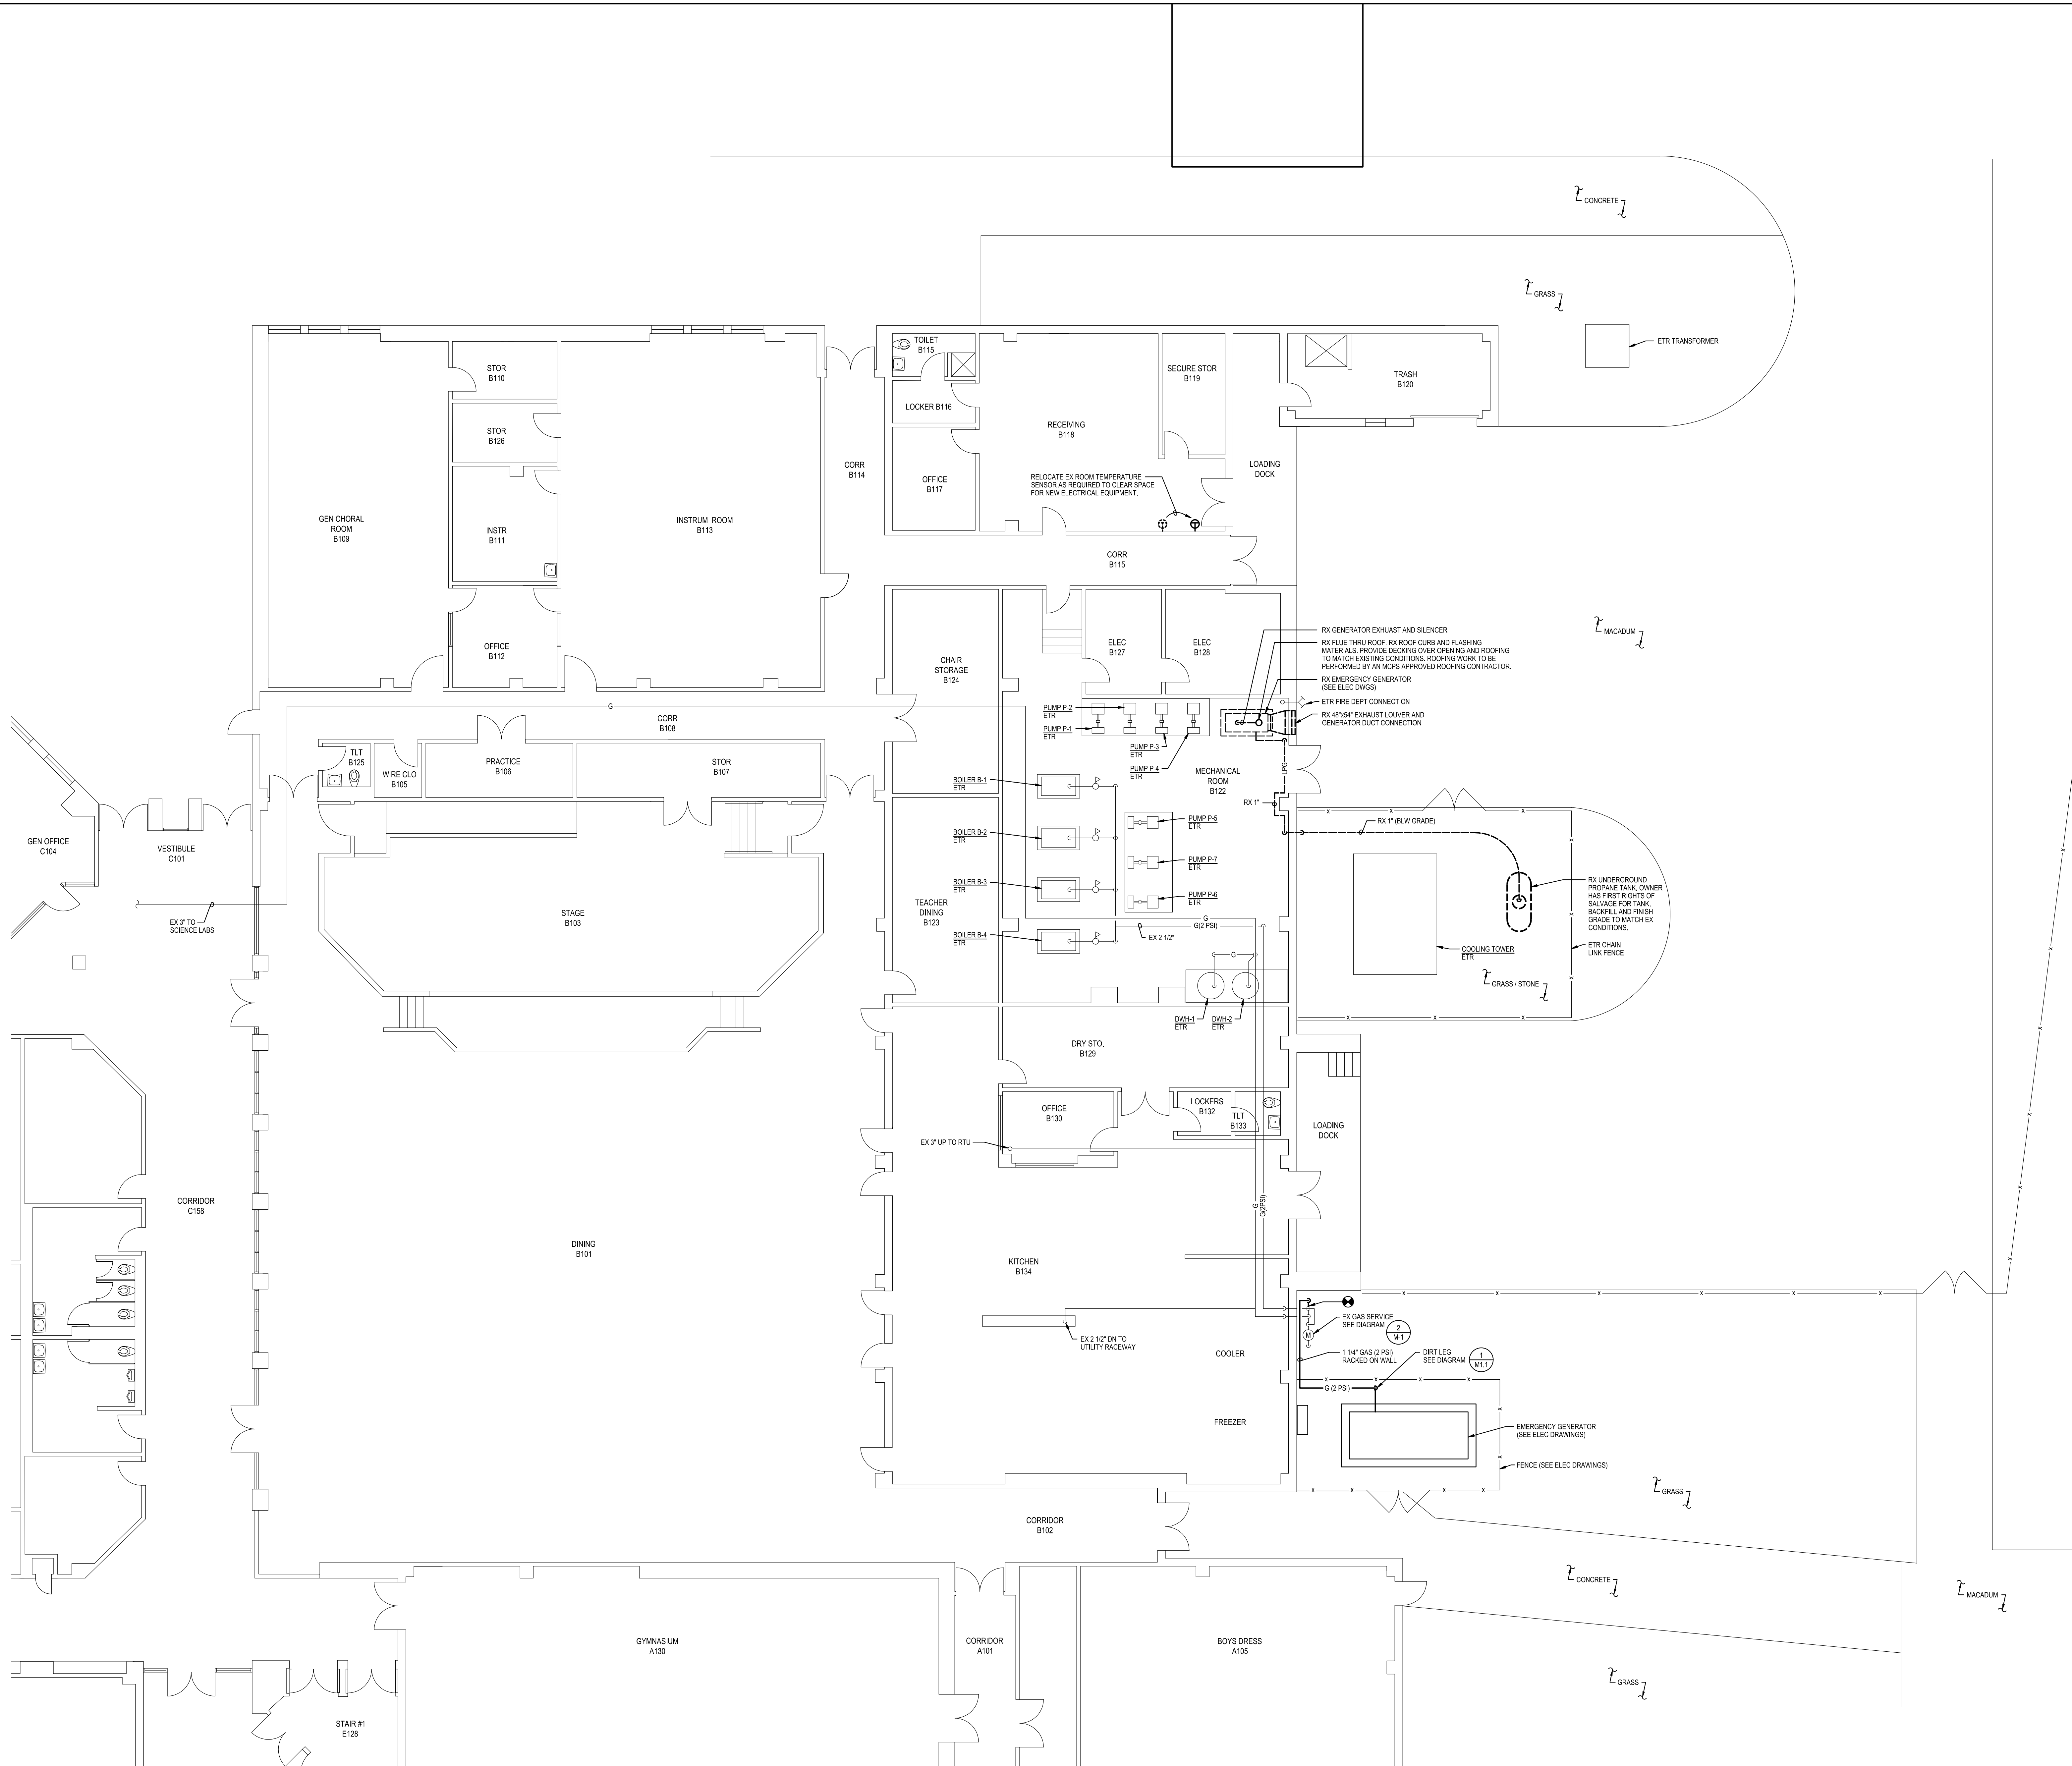 CONCRETE
GRASS
ETR TRANSFORMER
TOILET
B115
STOR
B110
SECURE STOR
B119
TRASH
B120
LOCKER B116
STOR
B126
RECEIVING
B118
CORR
B114
LOADING
DOCK
OFFICE
B117
RELOCATE EX ROOM TEMPERATURE
SENSOR AS REQUIRED TO CLEAR SPACE
FOR NEW ELECTRICAL EQUIPMENT.
GEN CHORAL
ROOM
B109
INSTR
B111
INSTRUM ROOM
B113
CORR
B115
MACADUM
OFFICE
B112
CHAIR
STORAGE
B124
ELEC
B127
ELEC
B128
RX GENERATOR EXHUAST AND SILENCER
RX FLUE THRU ROOF. RX ROOF CURB AND FLASHING
MATERIALS. PROVIDE DECKING OVER OPENING AND ROOFING
TO MATCH EXISTING CONDITIONS. ROOFING WORK TO BE
PERFORMED BY AN MCPS APPROVED ROOFING CONTRACTOR.
RX EMERGENCY GENERATOR
(SEE ELEC DWGS)
ETR FIRE DEPT CONNECTION
RX 48"x54" EXHAUST LOUVER AND
GENERATOR DUCT CONNECTION
G
CORR
B108
PUMP P-2
ETR
PUMP P-1
ETR
PUMP P-3
ETR
PUMP P-4
ETR
TLT
B125
WIRE CLO
B105
PRACTICE
B106
STOR
B107
MECHANICAL
ROOM
B122
LPG
BOILER B-1
ETR
RX 1"
x
x
x
RX 1" (BLW GRADE)
PUMP P-5
ETR
BOILER B-2
ETR
x
GEN OFFICE
C104
VESTIBULE
C101
x
PUMP P-7
ETR
BOILER B-3
ETR
PUMP P-6
ETR
RX UNDERGROUND
PROPANE TANK, OWNER
HAS FIRST RIGHTS OF
SALVAGE FOR TANK.
BACKFILL AND FINISH
GRADE TO MATCH EX
CONDITIONS.
x
EX 3" TO
SCIENCE LABS
STAGE
B103
TEACHER
DINING
B123
G
G(2 PSI)
BOILER B-4
ETR
EX 2 1/2"
COOLING TOWER
ETR
ETR CHAIN
LINK FENCE
x
G
x
GRASS / STONE
DWH-1
ETR
DWH-2
ETR
x
x
x
x
DRY STO.
B129
OFFICE
B130
LOCKERS
B132
TLT
B133
LOADING
DOCK
x
EX 3" UP TO RTU
x
CORRIDOR
C158
G
G(2PSI)
DINING
B101
KITCHEN
B134
x
x
x
x
x
x
EX GAS SERVICE
SEE DIAGRAM
2
M-1
M
EX 2 1/2" DN TO
UTILITY RACEWAY
COOLER
1 1/4" GAS (2 PSI)
RACKED ON WALL
DIRT LEG
SEE DIAGRAM
1
M1.1
x
x
x
x
G (2 PSI)
x
FREEZER
EMERGENCY GENERATOR
(SEE ELEC DRAWINGS)
x
FENCE (SEE ELEC DRAWINGS)
x
x
x
x
GRASS
CORRIDOR
B102
CONCRETE
MACADUM
GYMNASIUM
A130
CORRIDOR
A101
BOYS DRESS
A105
GRASS
STAIR #1
E128